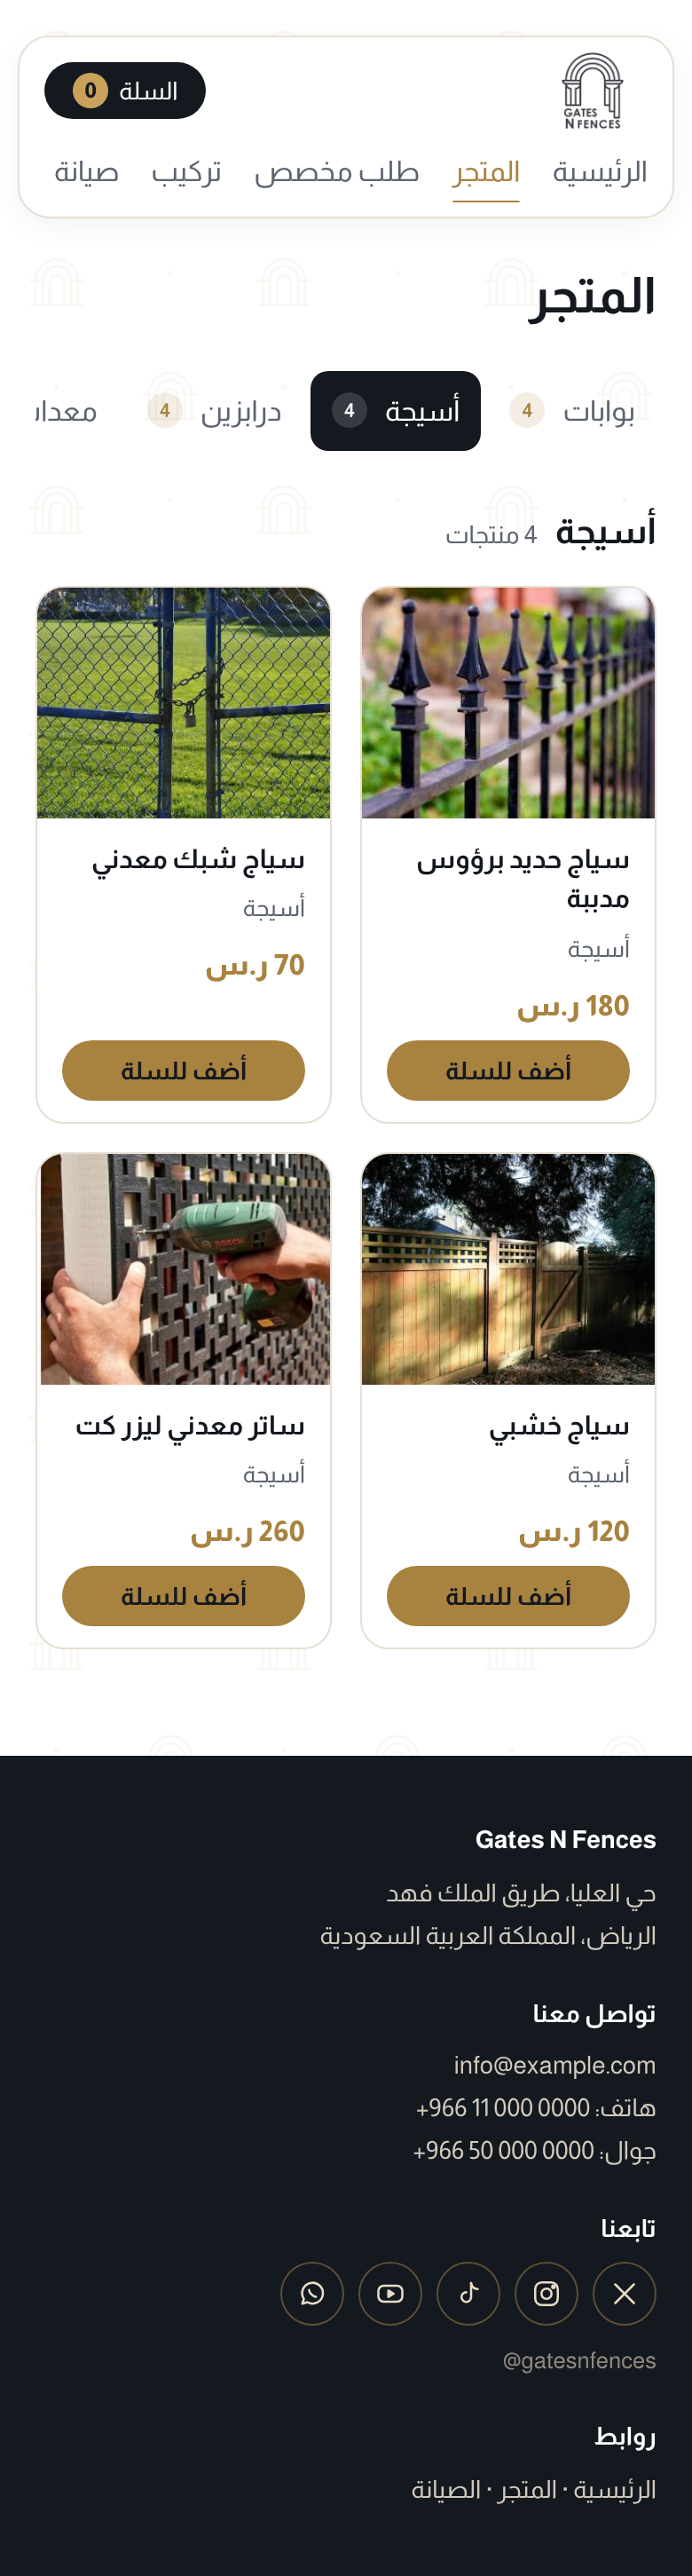 GATES
N FENCES
السلة 0
الرئيسية المتجر طلب مخصص تركيب صيانة
المتجر
بوابات 4 أسيجة 4 درابزين 4
أسيجة 4 منتجات
سياج حديد برؤوس
مدببة
أسيجة
180 ر.س
أضف للسلة
سياج شبك معدني
أسيجة
70 ر.س
أضف للسلة
سياج خشبي
أسيجة
120 ر.س
أضف للسلة
BOSCH
ساتر معدني ليزر كت
أسيجة
260 ر.س
أضف للسلة
Gates N Fences
حي العليا، طريق الملك فهد
الرياض، المملكة العربية السعودية
تواصل معنا
info@example.com
هاتف: 0000 000 11 966+
جوال: 0000 000 50 966+
تابعنا
@gatesnfences
روابط
الرئيسية · المتجر · الصيانة